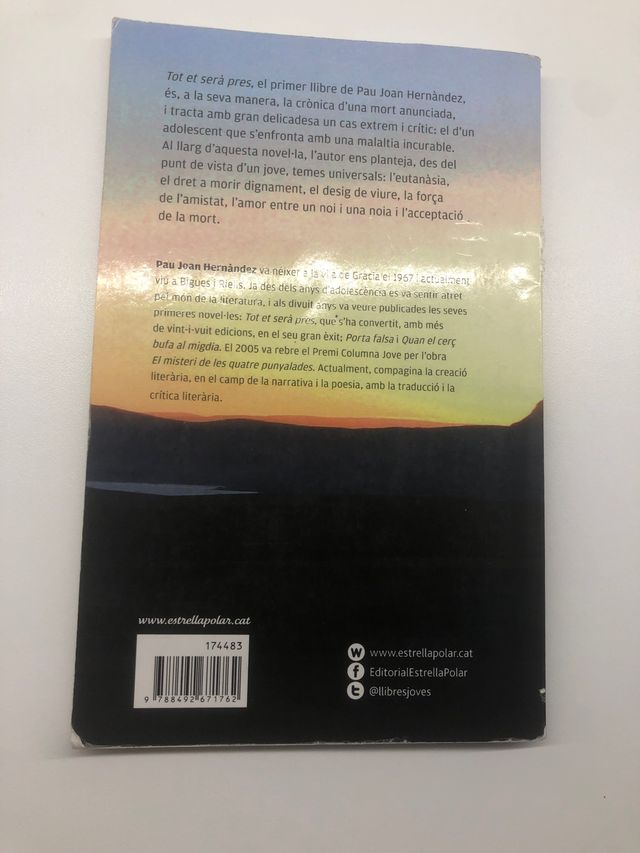 Tot et serà pres, el primer llibre de Pau Joan Hernàndez,
és, a la seva manera, la crònica d'una mort anunciada,
i tracta amb gran delicadesa un cas extrem i crític: el d'un
adolescent que s'enfronta amb una malaltia incurable.
Al llarg d'aquesta novel·la, l'autor ens planteja, des del
punt de vista d'un jove, temes universals: l'eutanàsia,
el dret a morir dignament, el desig de viure, la força
de l'amistat, l'amor entre un noi i una noia i l'acceptació
de la mort.
Pau Joan Hernàndez va néixer a la vila de Gràcia el 1967 i actualment
viu a Bigues i Riells. Ja des dels anys d'adolescència es va sentir atret
pel món de la literatura, i als divuit anys va veure publicades les seves
primeres novel·les: Tot et serà pres, que s'ha convertit, amb més
de vint-i-vuit edicions, en el seu gran èxit; Porta falsa i Quan el cerç
bufa al migdia. El 2005 va rebre el Premi Columna Jove per l'obra
El misteri de les quatre punyalades. Actualment, compagina la creació
literària, en el camp de la narrativa i la poesia, amb la traducció i la
crítica literària.
www.estrellapolar.cat
174483
9 788492 671762
W www.estrellapolar.cat
f EditorialEstrellaPolar
t @llibresjoves